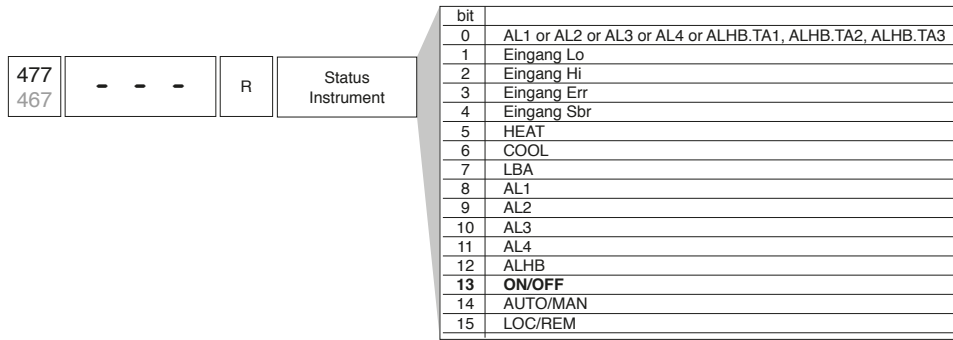 477
467
- - -
R
Status
Instrument
bit
0 AL1 or AL2 or AL3 or AL4 or ALHB.TA1, ALHB.TA2, ALHB.TA3
1 Eingang Lo
2 Eingang Hi
3 Eingang Err
4 Eingang Sbr
5 HEAT
6 COOL
7 LBA
8 AL1
9 AL2
10 AL3
11 AL4
12 ALHB
13 ON/OFF
14 AUTO/MAN
15 LOC/REM